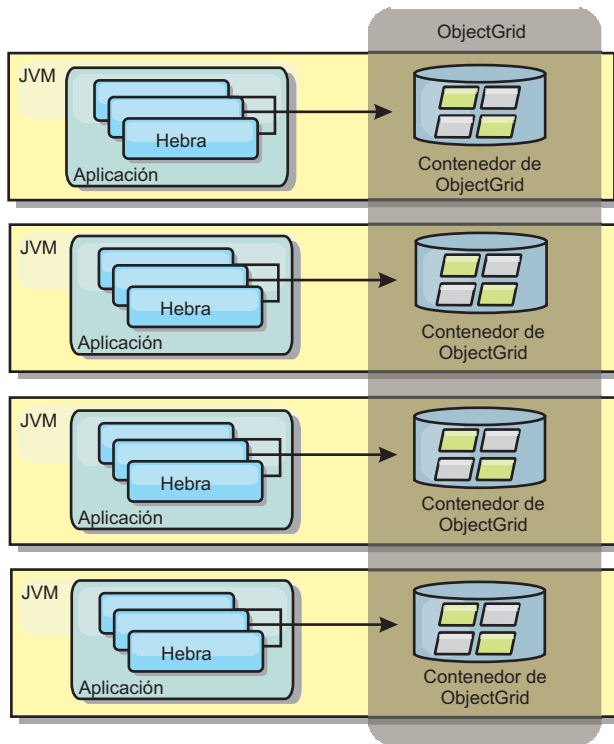 ObjectGrid
JVM
Hebra
Aplicación
Contenedor de
ObjectGrid
JVM
Hebra
Aplicación
Contenedor de
ObjectGrid
JVM
Hebra
Aplicación
Contenedor de
ObjectGrid
JVM
Hebra
Aplicación
Contenedor de
ObjectGrid